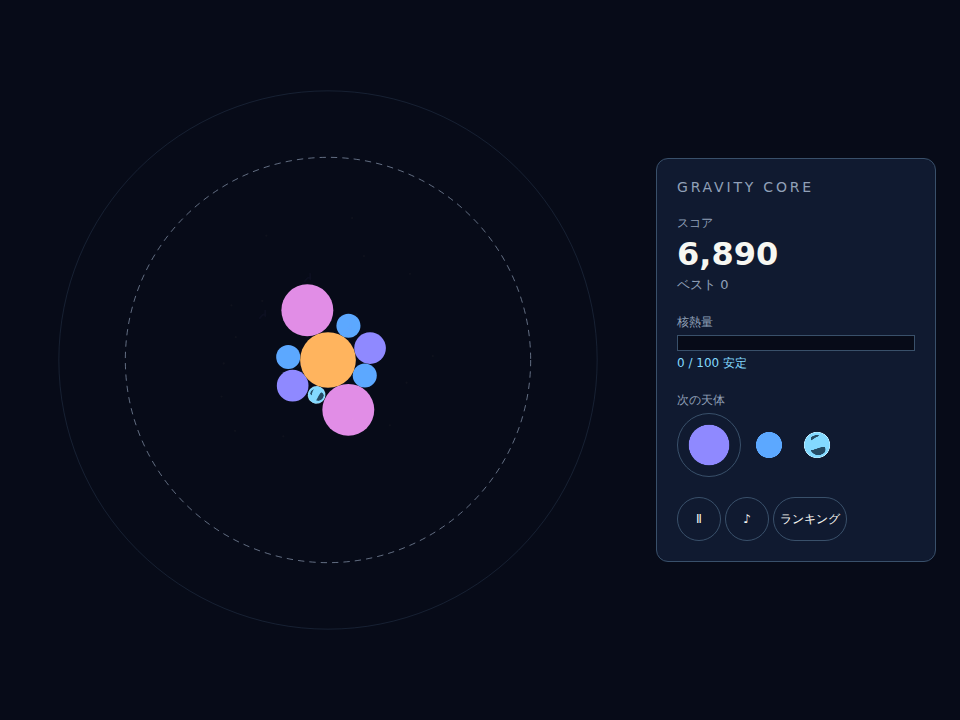 GRAVITY CORE
スコア
6,890
ベスト 0
核熱量
0 / 100 安定
次の天体
Ⅱ ♪ ランキング